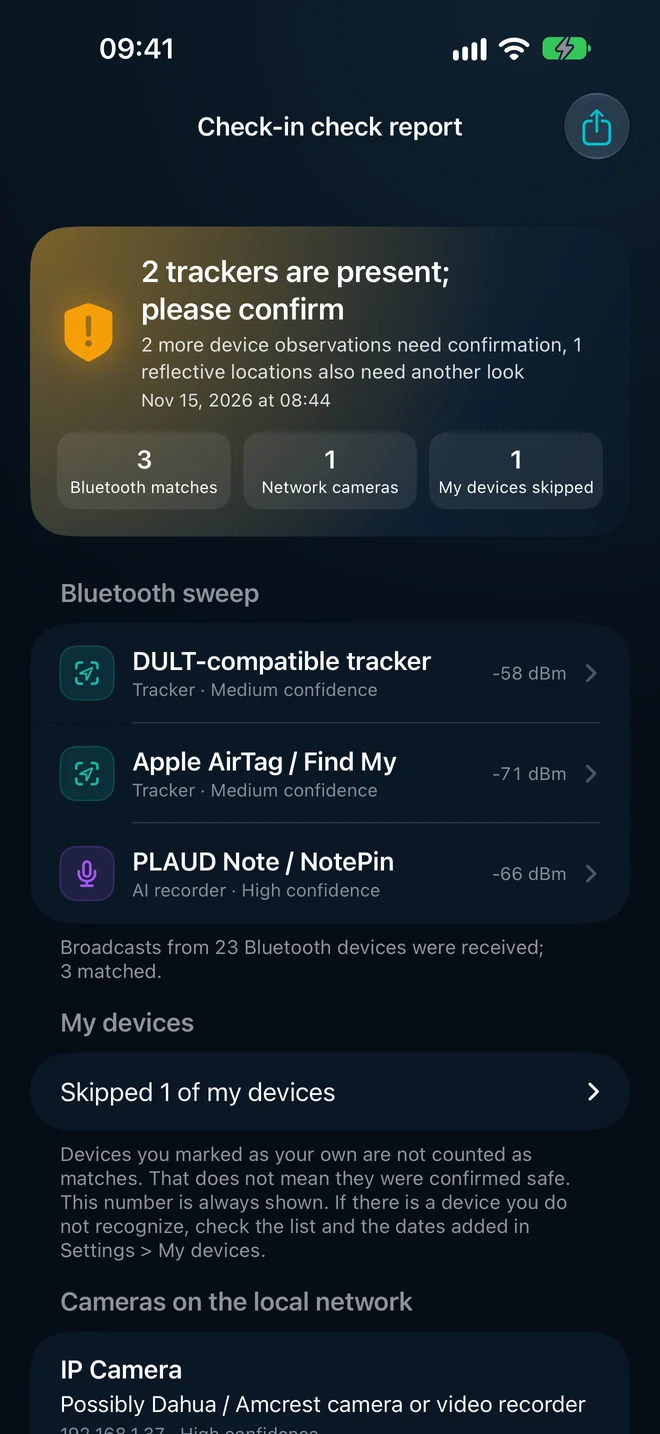 09:41
Check-in check report
2 trackers are present;
please confirm
2 more device observations need confirmation, 1
reflective locations also need another look
Nov 15, 2026 at 08:44
3
Bluetooth matches
1
Network cameras
1
My devices skipped
Bluetooth sweep
DULT-compatible tracker
Tracker · Medium confidence
-58 dBm
Apple AirTag / Find My
Tracker · Medium confidence
-71 dBm
PLAUD Note / NotePin
AI recorder · High confidence
-66 dBm
Broadcasts from 23 Bluetooth devices were received;
3 matched.
My devices
Skipped 1 of my devices
Devices you marked as your own are not counted as
matches. That does not mean they were confirmed safe.
This number is always shown. If there is a device you do
not recognize, check the list and the dates added in
Settings > My devices.
Cameras on the local network
IP Camera
Possibly Dahua / Amcrest camera or video recorder
192.168.1.37 · High confidence